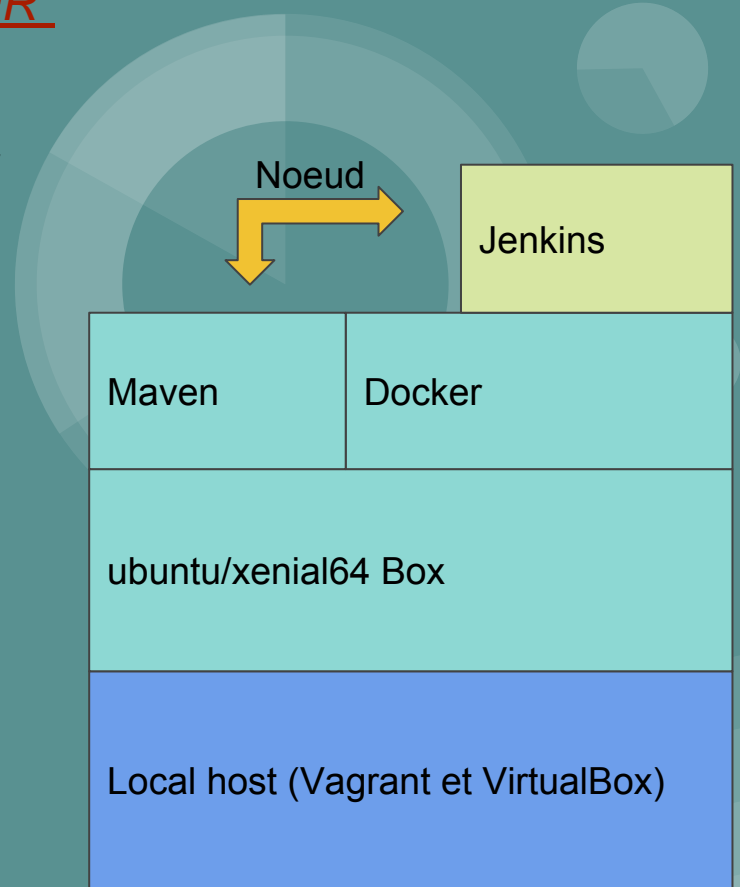 R
Noeud
Jenkins
Maven
Docker
ubuntu/xenial64 Box
Local host (Vagrant et VirtualBox)